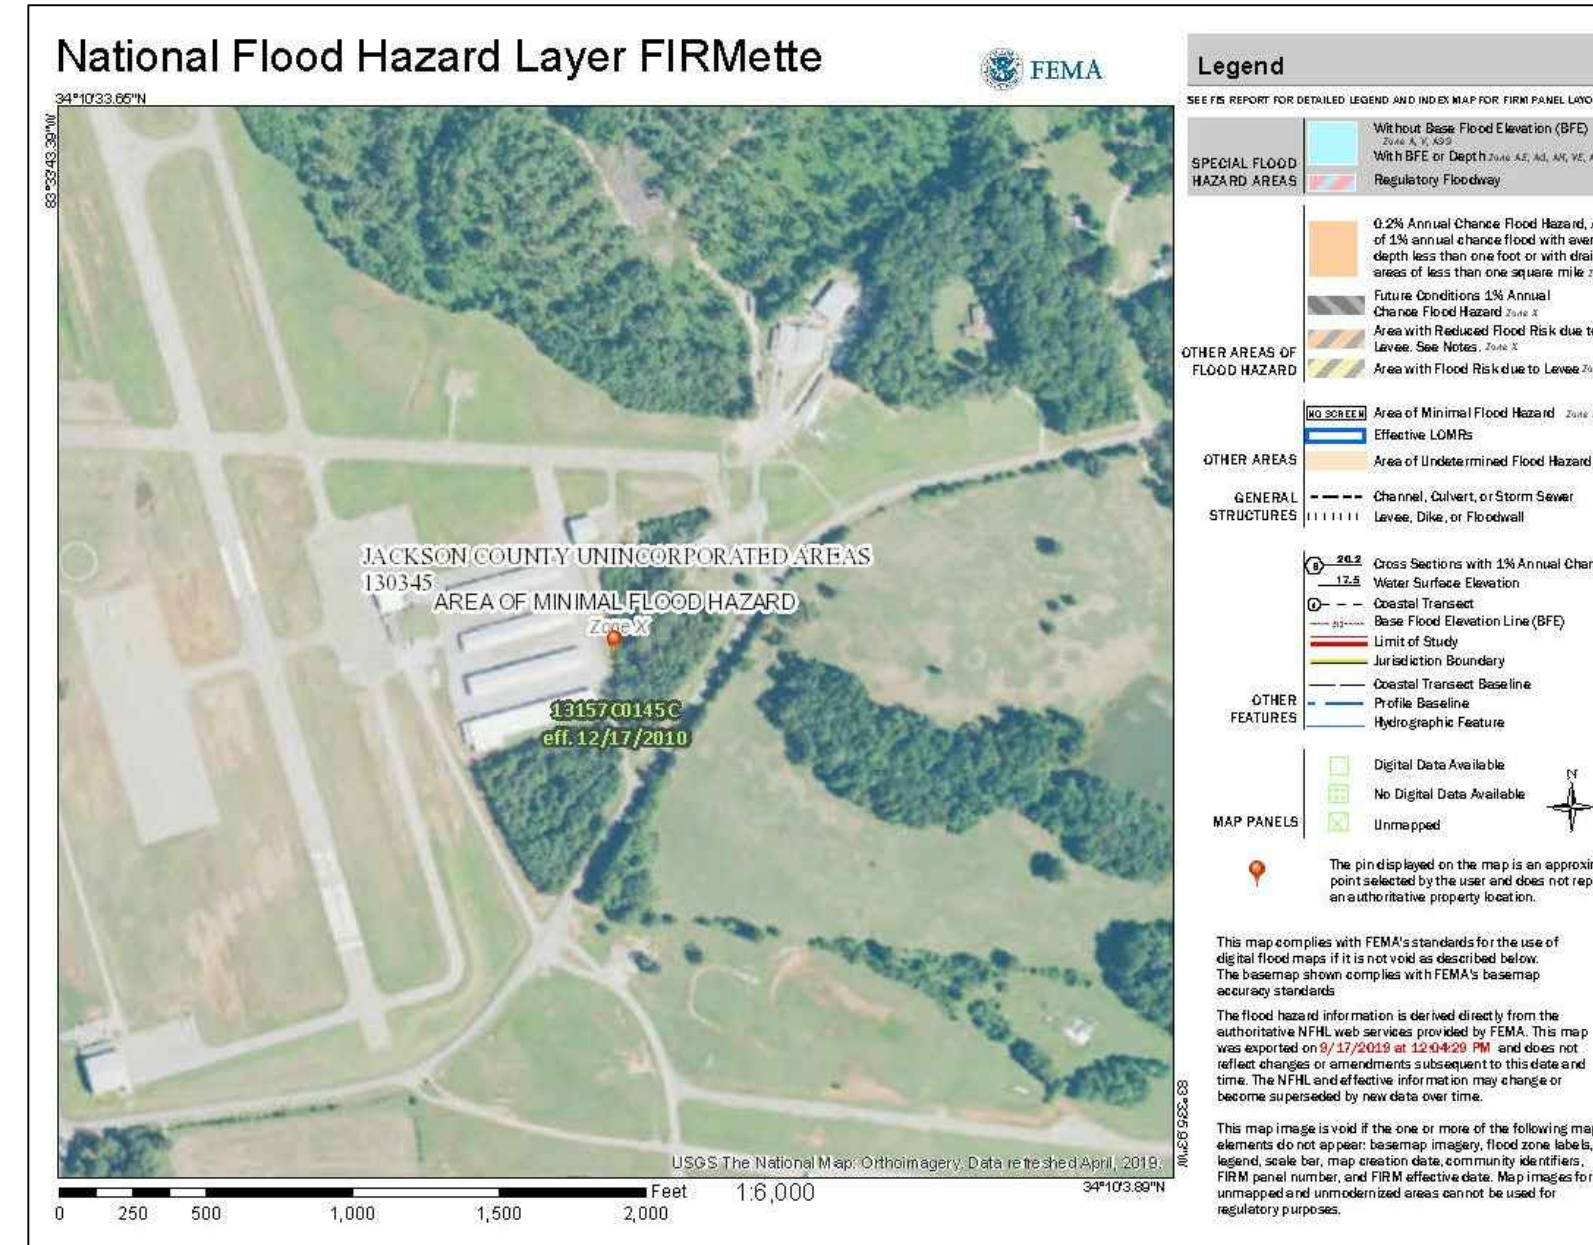 National Flood Hazard Layer FIRMette
FEMA
34°10'33.65"N
83°33'43.39"W
JACKSON COUNTY UNINCORPORATED AREAS
130345
AREA OF MINIMAL FLOOD HAZARD
Zone X
13157C0145C
eff. 12/17/2010
USGS The National Map: Orthoimagery. Data refreshed April, 2019.
34°10'3.89"N
0 250 500 1,000 1,500 2,000
Feet 1:6,000
Legend
SEE FIS REPORT FOR DETAILED LEGEND AND INDEX MAP FOR FIRM PANEL LAYO
SPECIAL FLOOD
HAZARD AREAS
Without Base Flood Elevation (BFE)
Zone A, V, A99
With BFE or Depth Zone AE, AO, AH, VE,
Regulatory Floodway
OTHER AREAS OF
FLOOD HAZARD
0.2% Annual Chance Flood Hazard,
of 1% annual chance flood with aver
depth less than one foot or with drai
areas of less than one square mile
Future Conditions 1% Annual
Chance Flood Hazard Zone X
Area with Reduced Flood Risk due to
Levee. See Notes. Zone X
Area with Flood Risk due to Levee Zo
OTHER AREAS
NO SCREEN Area of Minimal Flood Hazard Zone
Effective LOMRs
Area of Undetermined Flood Hazard
GENERAL
STRUCTURES
Channel, Culvert, or Storm Sewer
Levee, Dike, or Floodwall
OTHER
FEATURES
B 20.2 Cross Sections with 1% Annual Chan
17.5 Water Surface Elevation
8 Coastal Transect
513 Base Flood Elevation Line (BFE)
Limit of Study
Jurisdiction Boundary
Coastal Transect Baseline
Profile Baseline
Hydrographic Feature
MAP PANELS
Digital Data Available
No Digital Data Available
Unmapped
N
The pin displayed on the map is an approxim
point selected by the user and does not rep
an authoritative property location.
This map complies with FEMA's standards for the use of
digital flood maps if it is not void as described below.
The basemap shown complies with FEMA's basemap
accuracy standards
The flood hazard information is derived directly from the
authoritative NFHL web services provided by FEMA. This map
was exported on 9/17/2019 at 12:04:29 PM and does not
reflect changes or amendments subsequent to this date and
time. The NFHL and effective information may change or
become superseded by new data over time.
This map image is void if the one or more of the following map
elements do not appear: basemap imagery, flood zone labels,
legend, scale bar, map creation date, community identifiers,
FIRM panel number, and FIRM effective date. Map images for
unmapped and unmodernized areas cannot be used for
regulatory purposes.